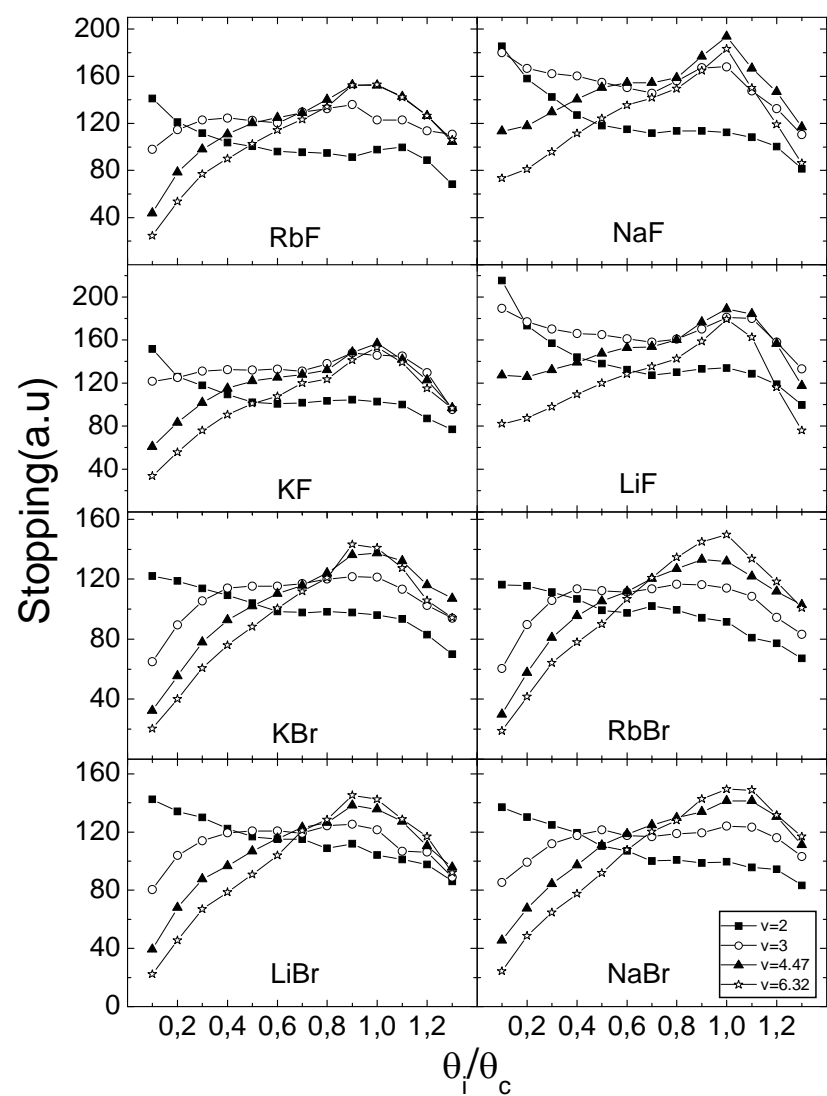 200
160
120
80
40
RbF
NaF
200
160
120
80
40
KF
LiF
Stopping(a.u)
160
120
80
40
KBr
RbBr
160
120
80
40
0
LiBr
NaBr
v=2
v=3
v=4.47
v=6.32
0,2 0,4 0,6 0,8 1,0 1,2 0,2 0,4 0,6 0,8 1,0 1,2
θi/θc